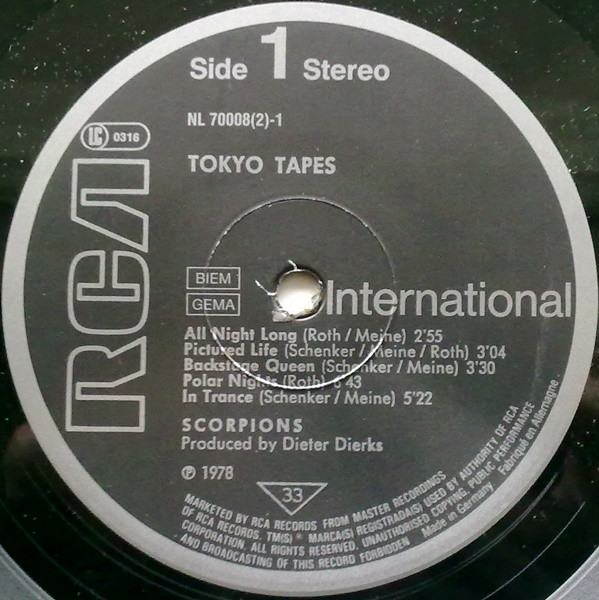 Side 1 Stereo
NL 70008(2)-1
LC 0316
TOKYO TAPES
RCA
BIEM
GEMA
International
All Night Long (Roth / Meine) 2'55
Pictured Life (Schenker / Meine / Roth) 3'04
Backstage Queen (Schenker / Meine) 3'30
Polar Nights (Roth) 6'43
In Trance (Schenker / Meine) 5'22
SCORPIONS
Produced by Dieter Dierks
℗ 1978
33
MARKETED BY RCA RECORDS FROM MASTER RECORDINGS
OF RCA RECORDS. TM(S) ® MARCA(S) REGISTRADA(S) USED BY AUTHORITY OF RCA
CORPORATION. ALL RIGHTS RESERVED. UNAUTHORISED COPYING, PUBLIC PERFORMANCE
AND BROADCASTING OF THIS RECORD FORBIDDEN
Made in Germany
Fabriqué en Allemagne